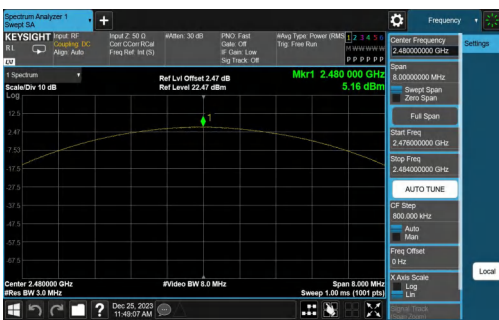 Spectrum Analyzer 1
Swept SA
+
Frequency
KEYSIGHT
Input: RF
Input Z: 50 Ω
#Atten: 30 dB
PNO: Fast
#Avg Type: Power (RMS
1 2 3 4 5 6
RL
Coupling: DC
Corr CCorr RCal
Gate: Off
Trig: Free Run
M W W W W W
Align: Auto
Freq Ref: Int (S)
IF Gain: Low
Sig Track: Off
P P P P P P
LXI
Center Frequency
2.480000000 GHz
Settings
Span
8.00000000 MHz
Swept Span
Zero Span
Full Span
Start Freq
2.476000000 GHz
Stop Freq
2.484000000 GHz
AUTO TUNE
CF Step
800.000 kHz
Auto
Man
Freq Offset
0 Hz
X Axis Scale
Log
Lin
Signal Track
Local
1 Spectrum
Scale/Div 10 dB
Ref Lvl Offset 2.47 dB
Ref Level 22.47 dBm
Mkr1 2.480 000 GHz
5.16 dBm
Log
1
12.5
2.47
-7.53
-17.5
-27.5
-37.5
-47.5
-57.5
-67.5
Center 2.480000 GHz
#Video BW 8.0 MHz
Span 8.000 MHz
#Res BW 3.0 MHz
Sweep 1.00 ms (1001 pts)
?
Dec 25, 2023
11:49:07 AM